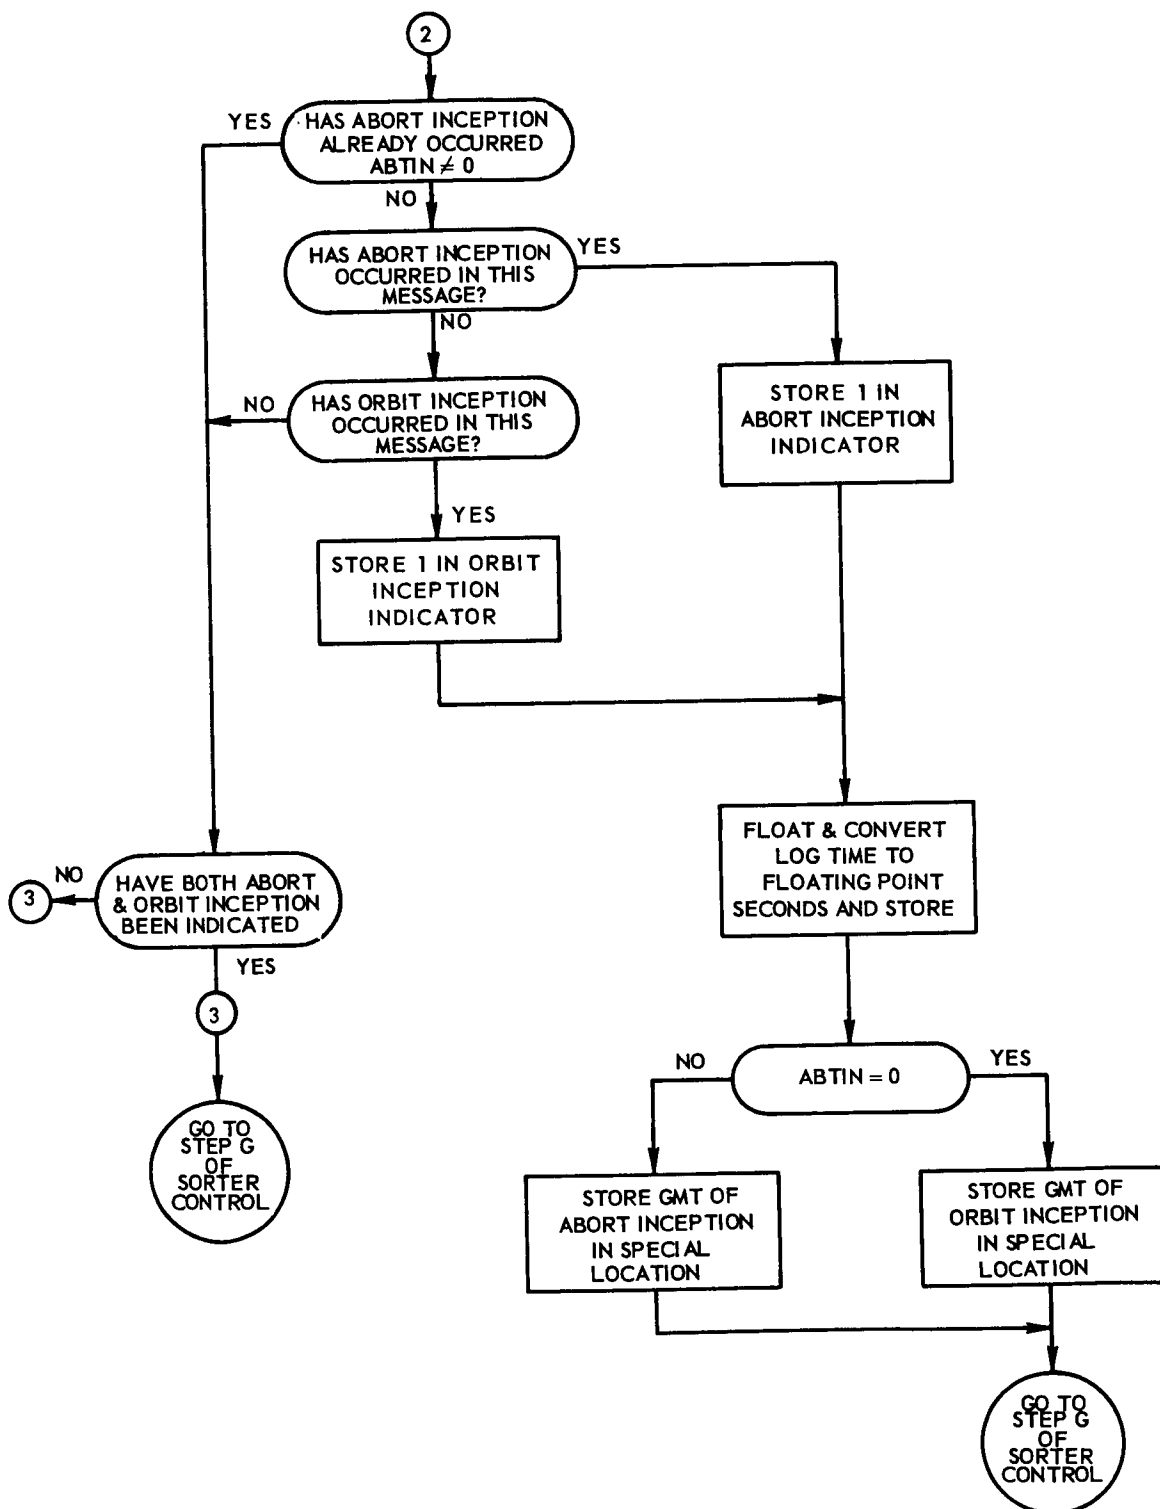 2
YES
HAS ABORT INCEPTION
ALREADY OCCURRED
ABTIN ≠ 0
NO
HAS ABORT INCEPTION
OCCURRED IN THIS
MESSAGE?
YES
NO
NO
HAS ORBIT INCEPTION
OCCURRED IN THIS
MESSAGE?
STORE 1 IN
ABORT INCEPTION
INDICATOR
YES
STORE 1 IN ORBIT
INCEPTION
INDICATOR
FLOAT & CONVERT
LOG TIME TO
FLOATING POINT
SECONDS AND STORE
3
NO
HAVE BOTH ABORT
& ORBIT INCEPTION
BEEN INDICATED
YES
3
NO
ABTIN = 0
YES
GO TO
STEP G
OF
SORTER
CONTROL
STORE GMT OF
ABORT INCEPTION
IN SPECIAL
LOCATION
STORE GMT OF
ORBIT INCEPTION
IN SPECIAL
LOCATION
GO TO
STEP G
OF
SORTER
CONTROL